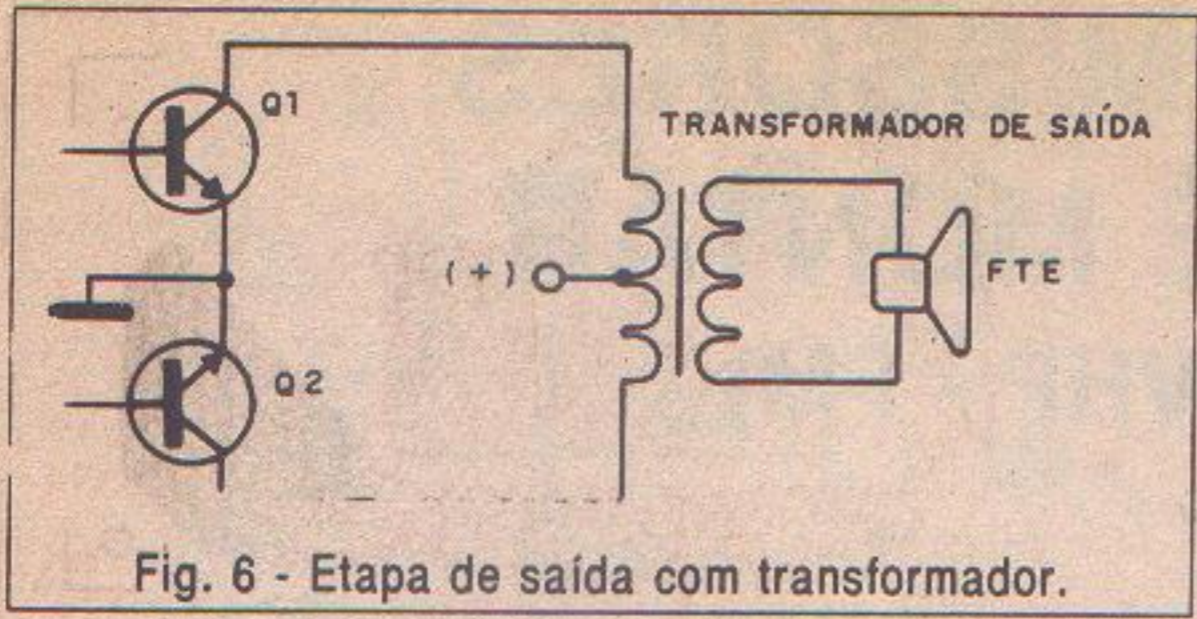 Q1
TRANSFORMADOR DE SAÍDA
(+)
FTE
Q2
Fig. 6 - Etapa de saída com transformador.